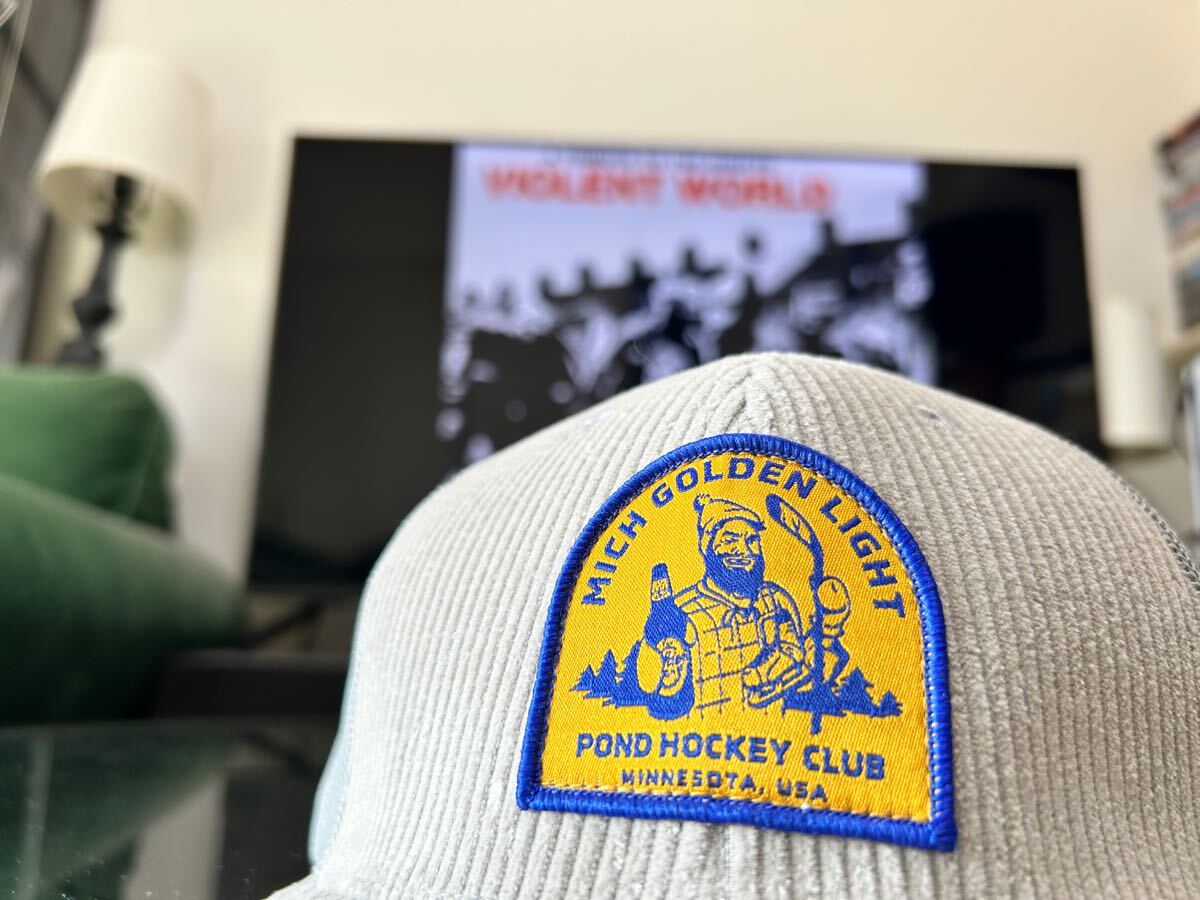 VIOLENT WORLD
MICH GOLDEN LIGHT
POND HOCKEY CLUB
MINNESOTA, USA